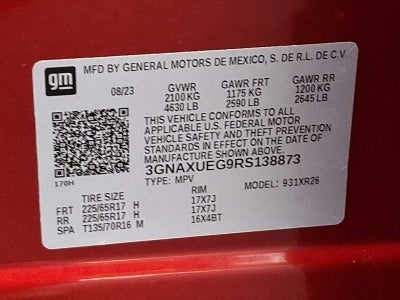 gm MFD BY GENERAL MOTORS DE MEXICO, S. DE R.L. DE C.V.
08/23 GVWR GAWR FRT GAWR RR
2100 KG 1175 KG 1200 KG
4630 LB 2590 LB 2645 LB
THIS VEHICLE CONFORMS TO ALL
APPLICABLE U.S. FEDERAL MOTOR
VEHICLE SAFETY AND THEFT PREVENTION
STANDARDS IN EFFECT ON THE DATE OF
MANUFACTURE SHOWN ABOVE.
3GNAXUEG9RS138873
170H TYPE: MPV MODEL: 931XR26
TIRE SIZE RIM
FRT 225/65R17 H 17X7J
RR 225/65R17 H 17X7J
SPA T135/70R16 M 16X4BT